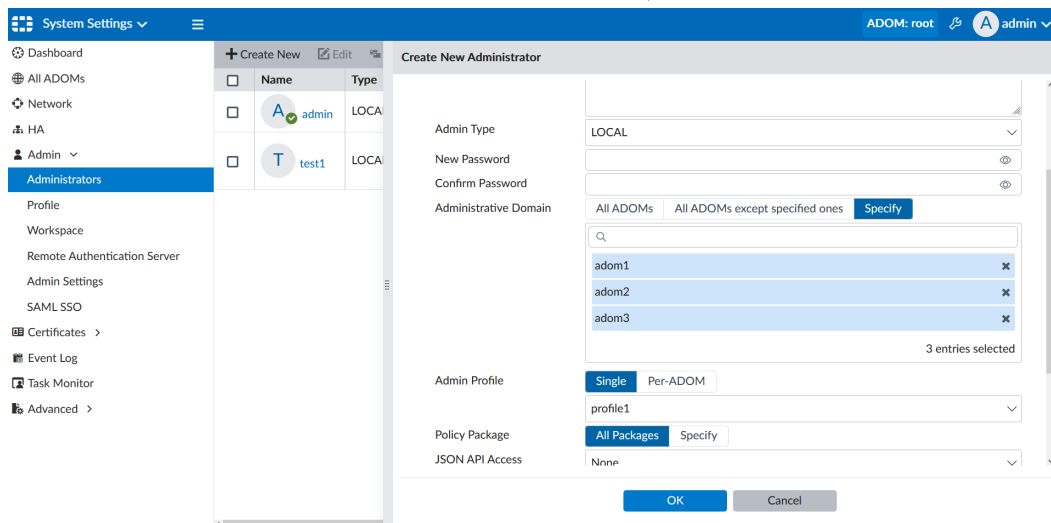 System Settings
ADOM: root
A admin
Dashboard
All ADOMs
Network
HA
Admin
Administrators
Profile
Workspace
Remote Authentication Server
Admin Settings
SAML SSO
Certificates
Event Log
Task Monitor
Advanced
Create New Edit
Name Type
A admin LOCAL
T test1 LOCAL
Create New Administrator
Admin Type LOCAL
New Password
Confirm Password
Administrative Domain All ADOMs All ADOMs except specified ones Specify
adom1
adom2
adom3
3 entries selected
Admin Profile Single Per-ADOM
profile1
Policy Package All Packages Specify
JSON API Access None
OK Cancel